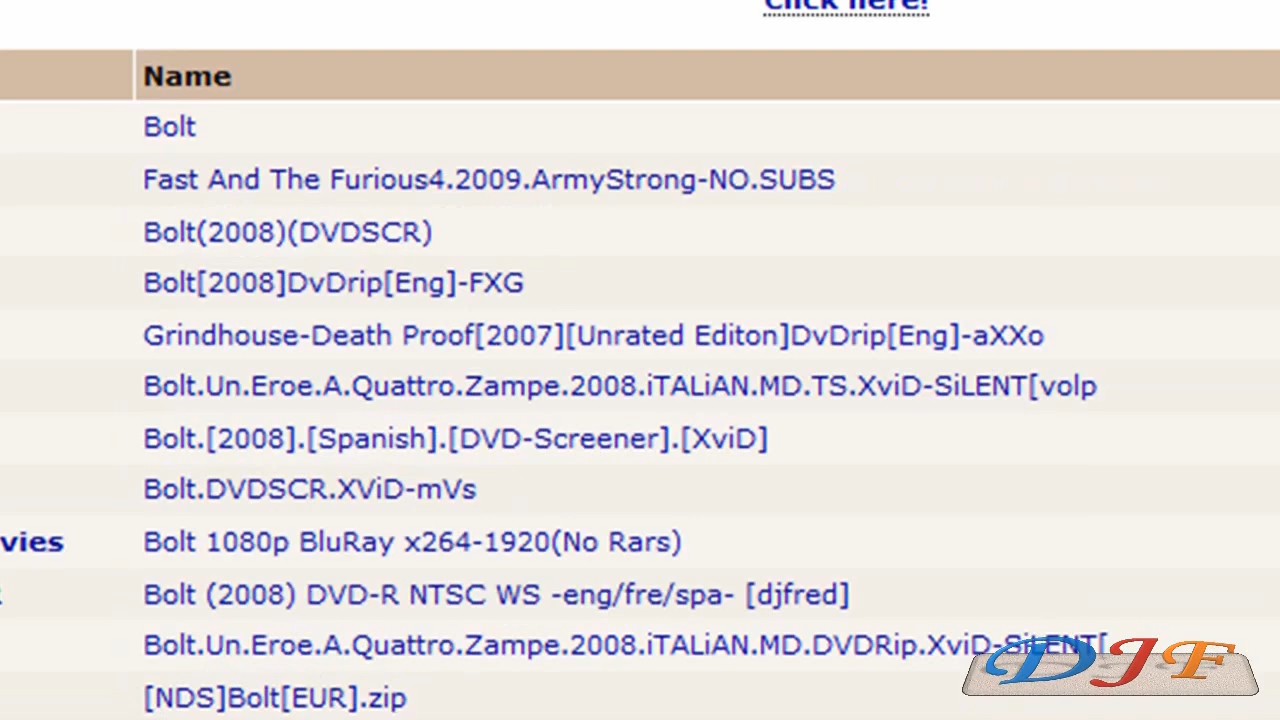 Click here!
Name
Bolt
Fast And The Furious4.2009.ArmyStrong-NO.SUBS
Bolt(2008)(DVDSCR)
Bolt[2008]DvDrip[Eng]-FXG
Grindhouse-Death Proof[2007][Unrated Editon]DvDrip[Eng]-aXXo
Bolt.Un.Eroe.A.Quattro.Zampe.2008.iTALiAN.MD.TS.XviD-SiLENT[volp
Bolt.[2008].[Spanish].[DVD-Screener].[XviD]
Bolt.DVDSCR.XViD-mVs
vies Bolt 1080p BluRay x264-1920(No Rars)
Bolt (2008) DVD-R NTSC WS -eng/fre/spa- [djfred]
Bolt.Un.Eroe.A.Quattro.Zampe.2008.iTALiAN.MD.DVDRip.XviD-SiLENT[
DJF
[NDS]Bolt[EUR].zip